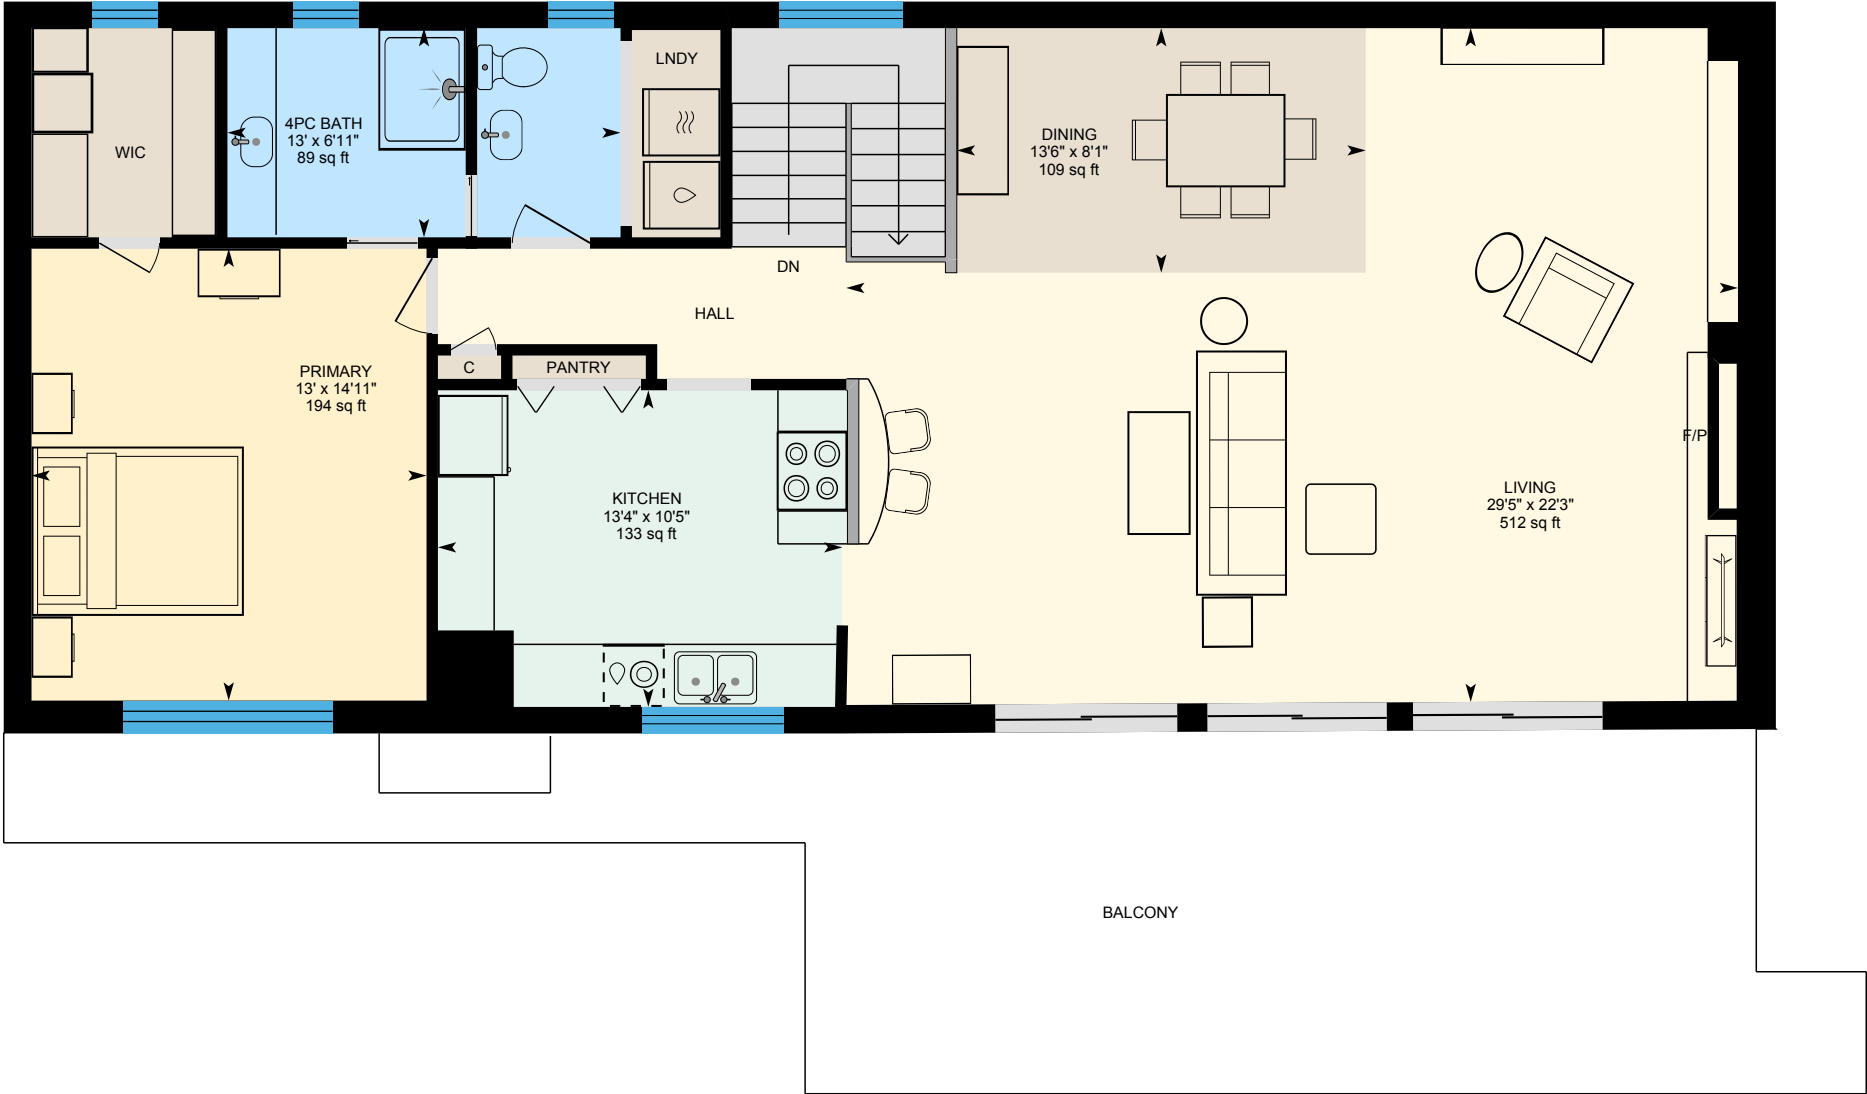 LNDY
4PC BATH
13' x 6'11"
89 sq ft
WIC
DINING
13'6" x 8'1"
109 sq ft
DN
HALL
PRIMARY
13' x 14'11"
194 sq ft
C
PANTRY
F/P
KITCHEN
13'4" x 10'5"
133 sq ft
LIVING
29'5" x 22'3"
512 sq ft
BALCONY